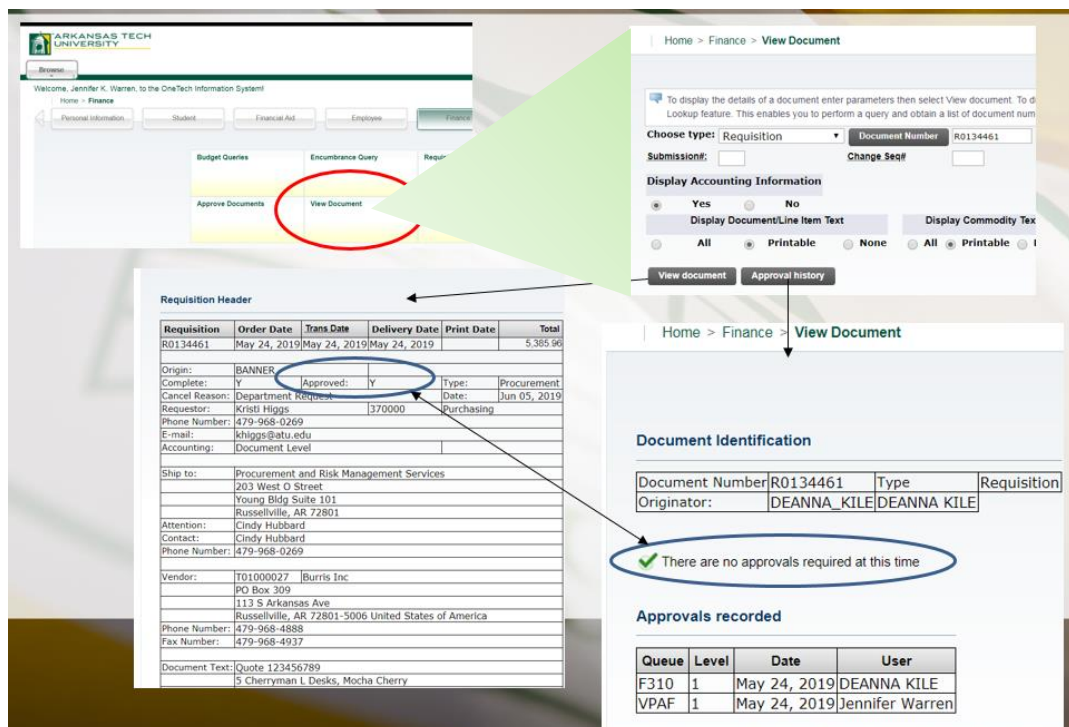 ARKANSAS TECH
UNIVERSITY
Browse
Welcome, Jennifer K. Warren, to the OneTech Information System!
Home > Finance
Personal Information Student Financial Aid Employee Finance
Budget Queries Encumbrance Query
Approve Documents View Document
Home > Finance > View Document
To display the details of a document enter parameters then select View document. To
Lookup feature. This enables you to perform a query and obtain a list of document num
Choose type: Requisition Document Number R0134461
Submission#: Change Seq#
Display Accounting Information
Yes No
Display Document/Line Item Text Display Commodity Tex
All Printable None All Printable
View document Approval history
Requisition Header
Requisition Order Date Trans Date Delivery Date Print Date Total
R0134461 May 24, 2019 May 24, 2019 May 24, 2019 5,385.96
Origin: BANNER
Complete: Y Approved: Y Type: Procurement
Cancel Reason: Department Request Date: Jun 05, 2019
Requestor: Kristi Higgs 370000 Purchasing
Phone Number: 479-968-0269
E-mail: khiggs@atu.edu
Accounting: Document Level
Ship to: Procurement and Risk Management Services
203 West O Street
Young Bldg Suite 101
Russellville, AR 72801
Attention: Cindy Hubbard
Contact: Cindy Hubbard
Phone Number: 479-968-0269
Vendor: T01000027 Burris Inc
PO Box 309
113 S Arkansas Ave
Russellville, AR 72801-5006 United States of America
Phone Number: 479-968-4888
Fax Number: 479-968-4937
Document Text: Quote 123456789
5 Cherryman L Desks, Mocha Cherry
Home > Finance > View Document
Document Identification
Document Number R0134461 Type Requisition
Originator: DEANNA_KILE DEANNA KILE
There are no approvals required at this time
Approvals recorded
Queue Level Date User
F310 1 May 24, 2019 DEANNA KILE
VPAF 1 May 24, 2019 Jennifer Warren